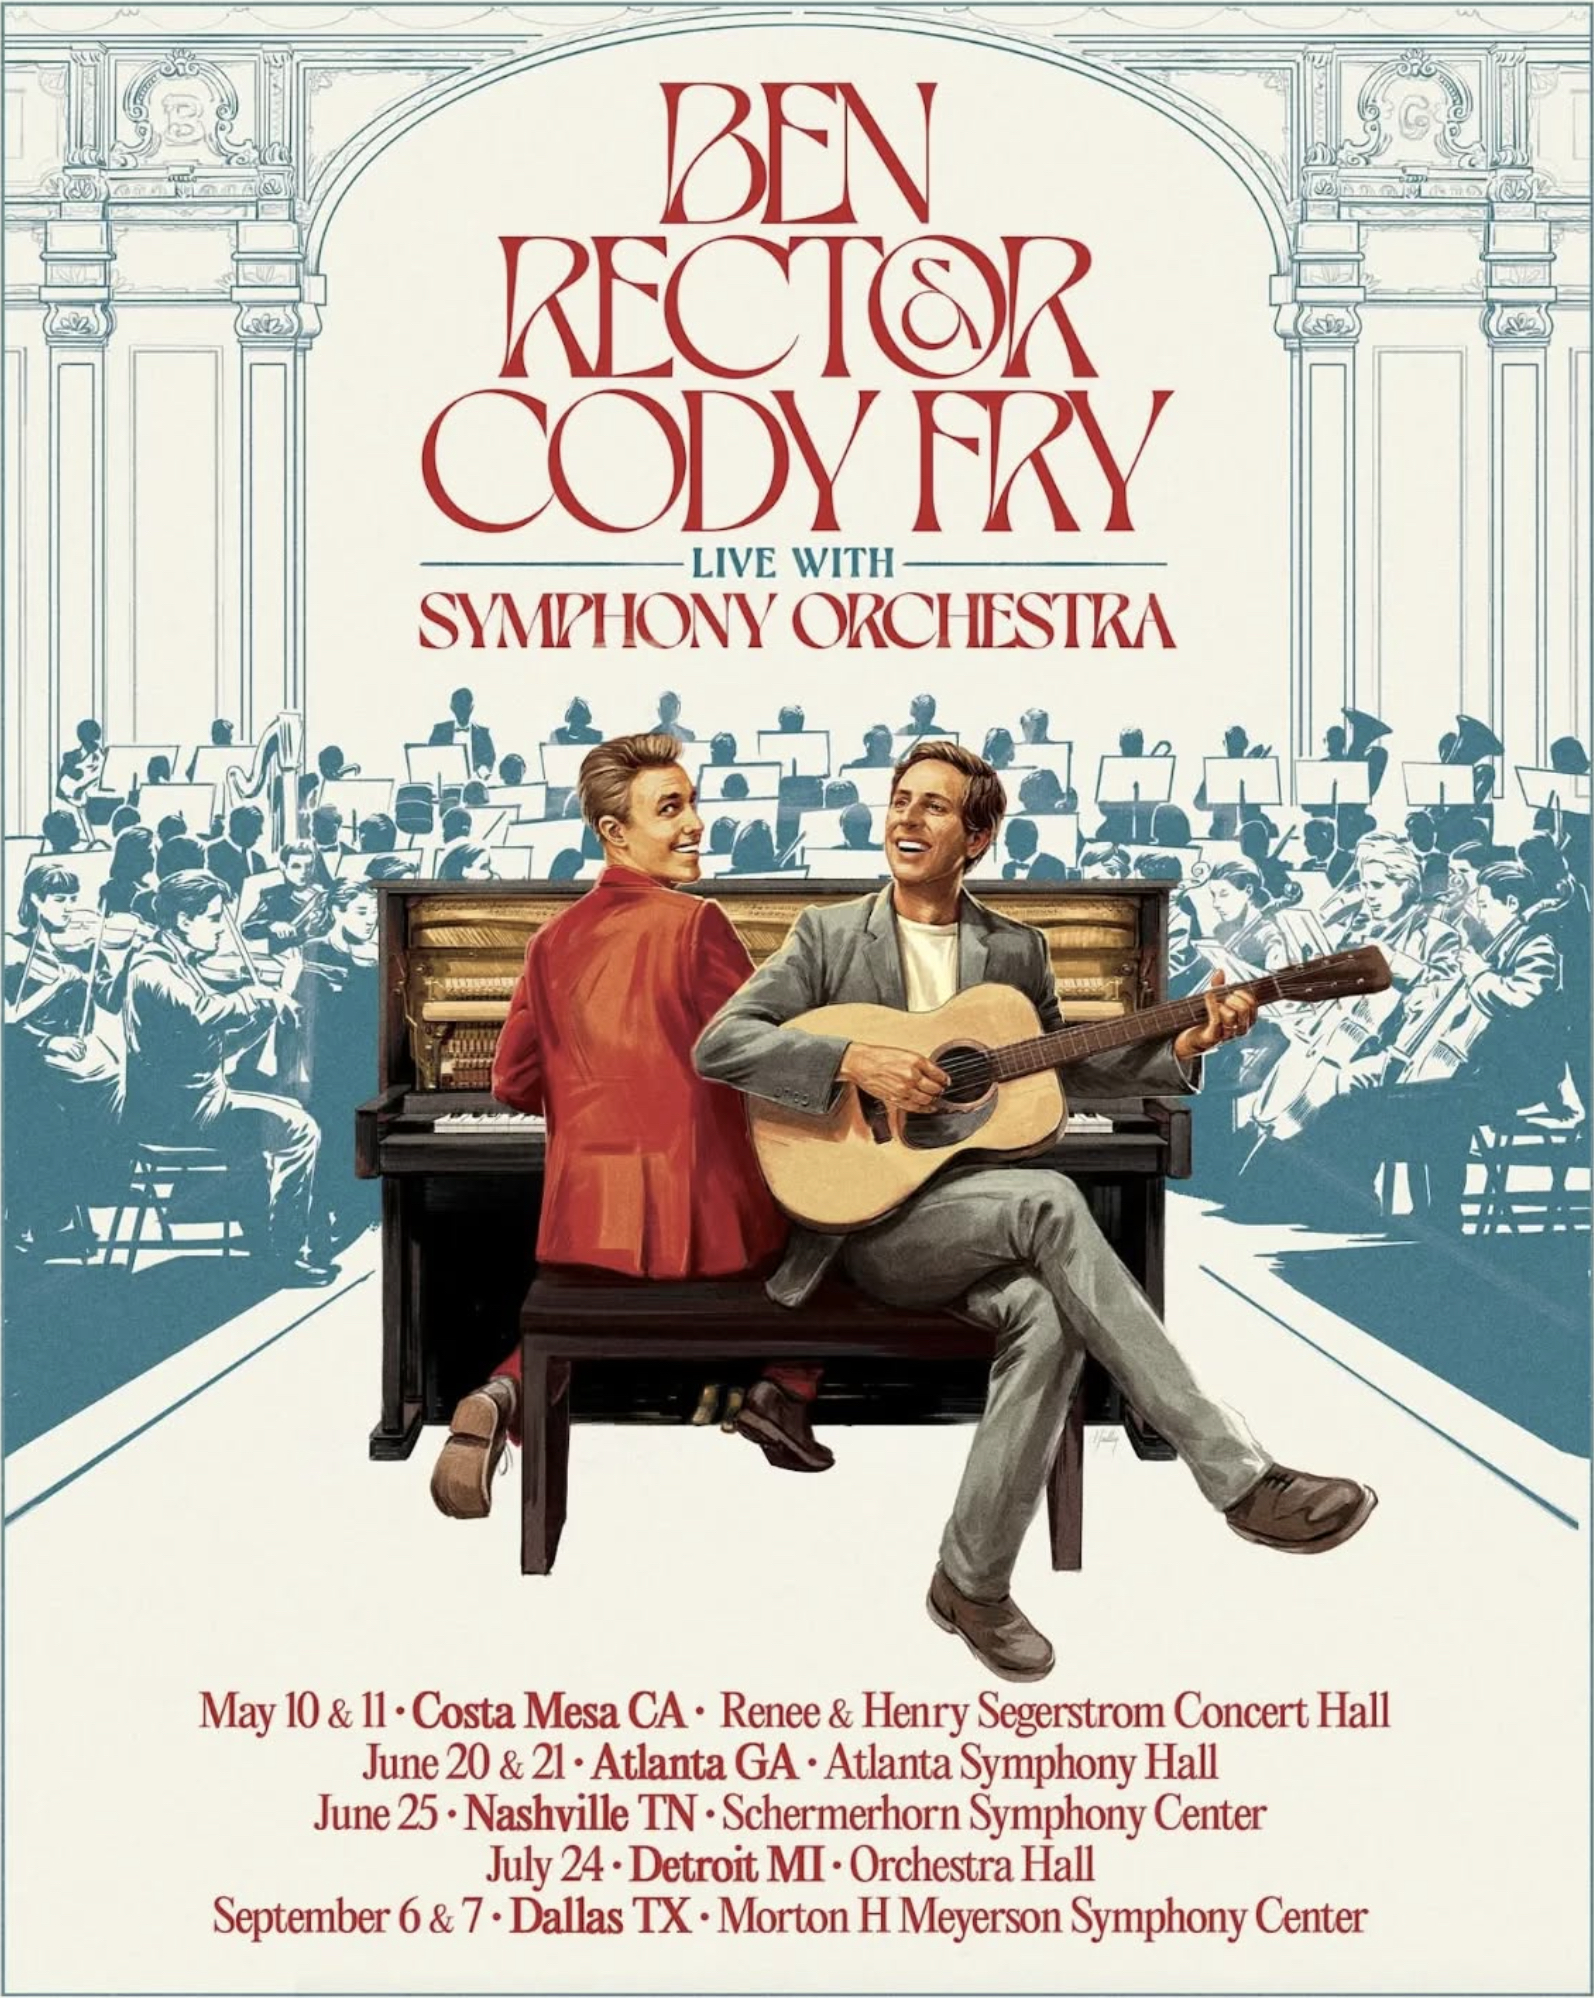 B
G
BEN
RECTOR
&
CODY FRY
LIVE WITH
SYMPHONY ORCHESTRA
May 10 & 11 · Costa Mesa CA · Renee & Henry Segerstrom Concert Hall
June 20 & 21 · Atlanta GA · Atlanta Symphony Hall
June 25 · Nashville TN · Schermerhorn Symphony Center
July 24 · Detroit MI · Orchestra Hall
September 6 & 7 · Dallas TX · Morton H Meyerson Symphony Center